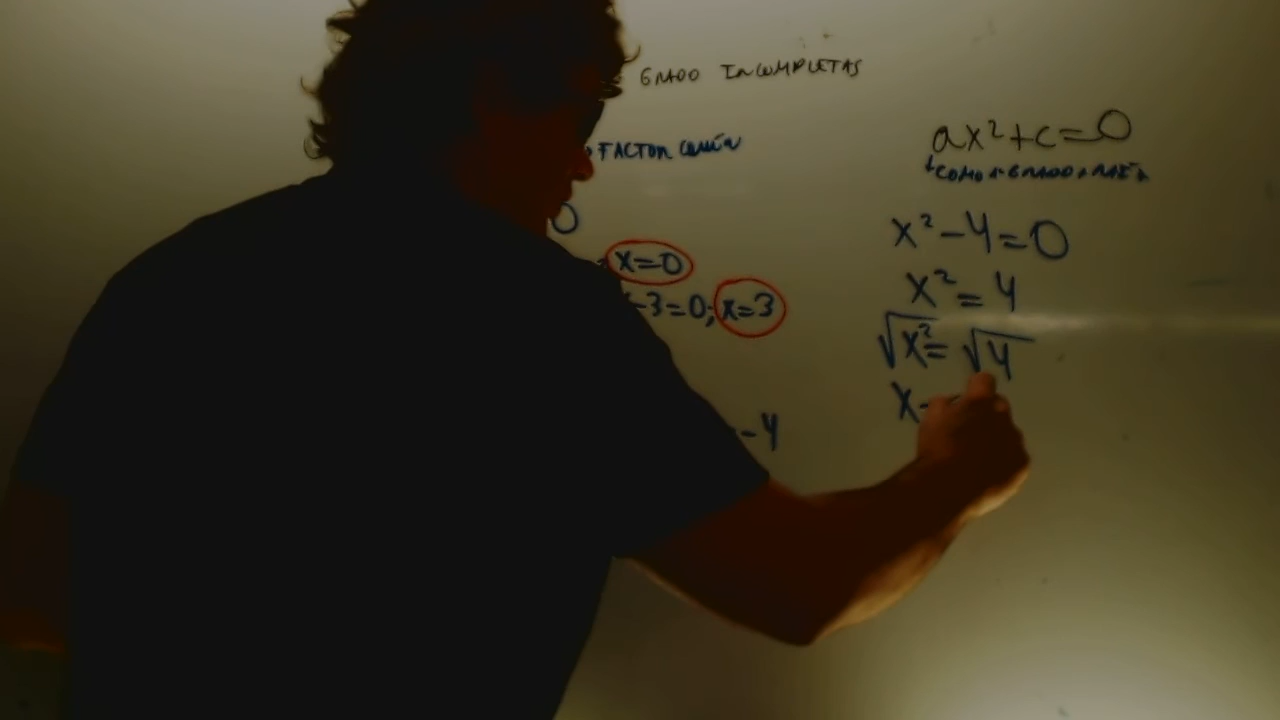 GRADO INCOMPLETAS
FACTOR COMÚN
0
x=0
-3=0; x=3
-4
ax²+c=0
COMO 1er GRADO + RAÍZ
x²-4=0
x²=4
√x²=√4
x